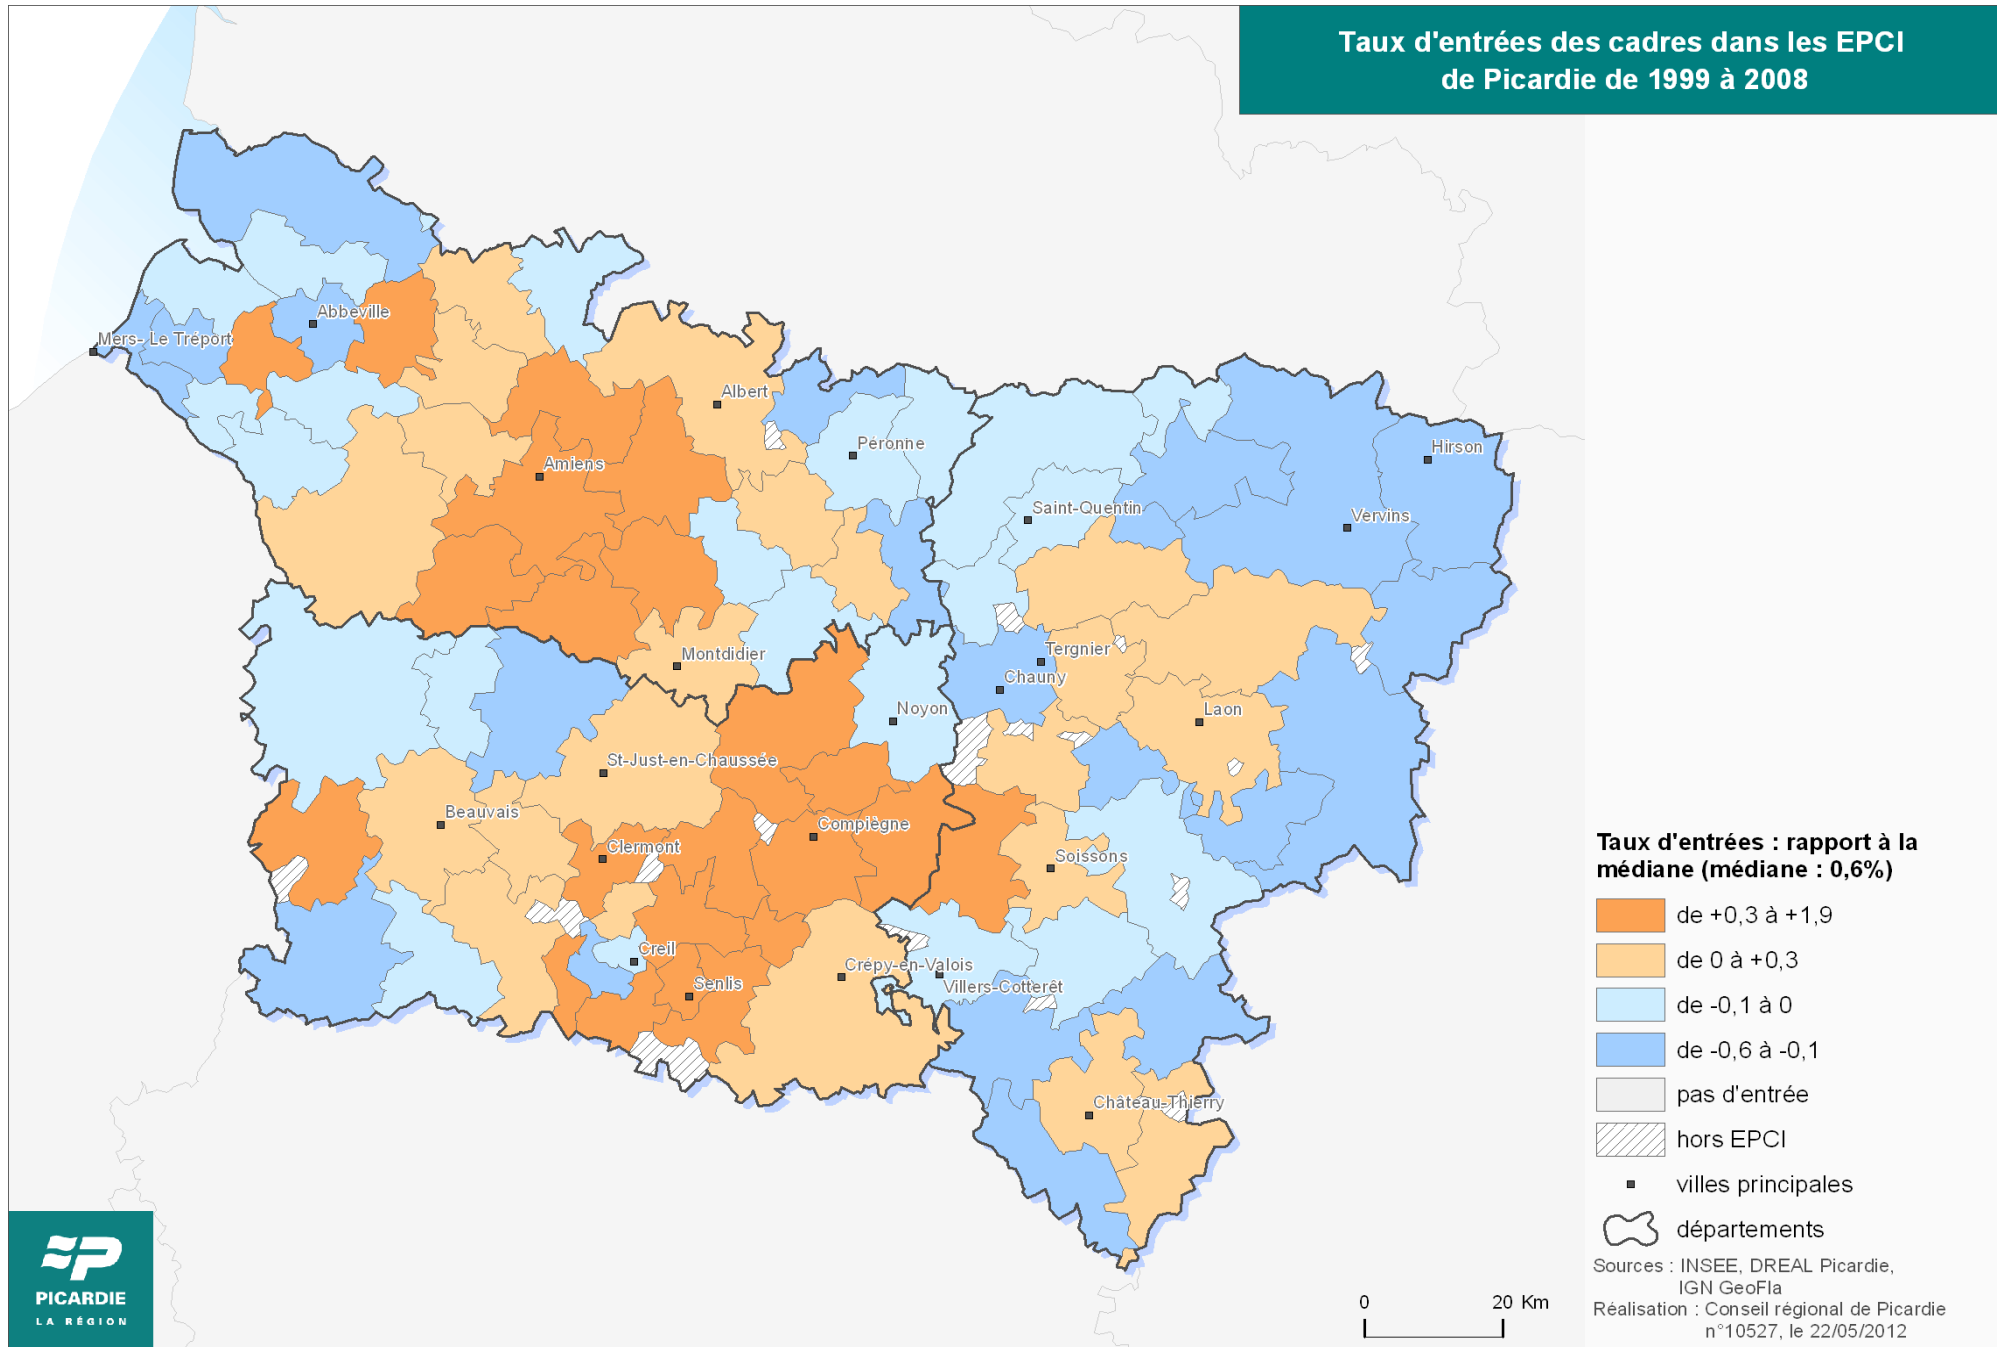 Taux d'entrées des cadres dans les EPCI
de Picardie de 1999 à 2008
Abbeville
Mers- Le Tréport
Albert
Péronne
Hirson
Amiens
Saint-Quentin
Vervins
Montdidier
Tergnier
Chauny
Noyon
Laon
St-Just-en-Chaussée
Beauvais
Compiègne
Clermont
Soissons
Creil
Crépy-en-Valois
Senlis
Villers-Cotterêt
Château-Thierry
Taux d'entrées : rapport à la
médiane (médiane : 0,6%)
de +0,3 à +1,9
de 0 à +0,3
de -0,1 à 0
de -0,6 à -0,1
pas d'entrée
hors EPCI
villes principales
départements
Sources : INSEE, DREAL Picardie,
IGN GeoFla
Réalisation : Conseil régional de Picardie
n°10527, le 22/05/2012
0 20 Km
PICARDIE
LA RÉGION